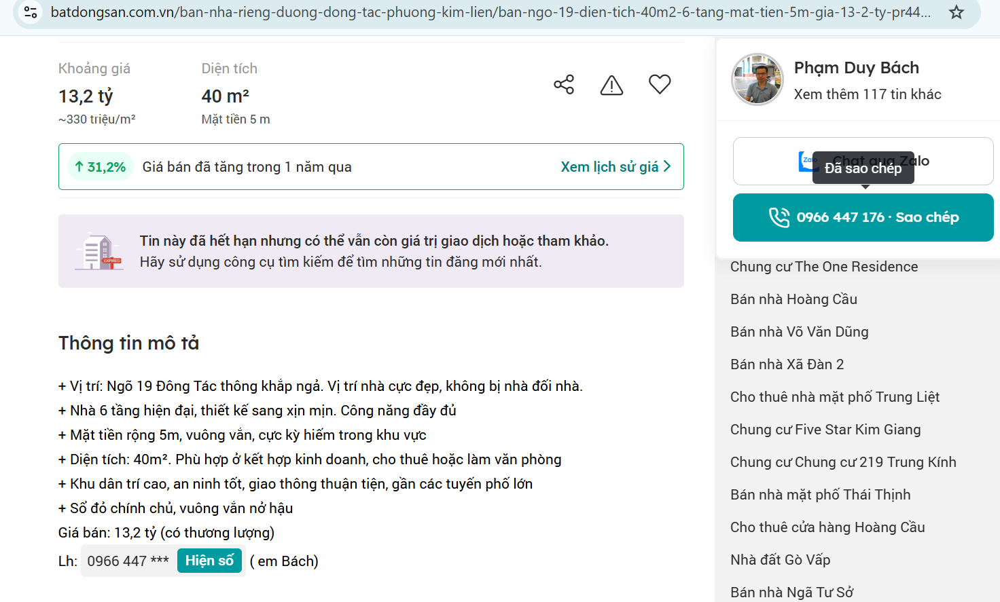 batdongsan.com.vn/ban-nha-rieng-duong-dong-tac-phuong-kim-lien/ban-ngo-19-dien-tich-40m2-6-tang-mat-tien-5m-gia-13-2-ty-pr44...
Khoảng giá
Diện tích
13,2 tỷ
40 m²
~330 triệu/m²
Mặt tiền 5 m
31,2%
Giá bán đã tăng trong 1 năm qua
Xem lịch sử giá
EXPIRED
Tin này đã hết hạn nhưng có thể vẫn còn giá trị giao dịch hoặc tham khảo.
Hãy sử dụng công cụ tìm kiếm để tìm những tin đăng mới nhất.
Thông tin mô tả
+ Vị trí: Ngõ 19 Đông Tác thông khắp ngả. Vị trí nhà cực đẹp, không bị nhà đối nhà.
+ Nhà 6 tầng hiện đại, thiết kế sang xịn mịn. Công năng đầy đủ
+ Mặt tiền rộng 5m, vuông vắn, cực kỳ hiếm trong khu vực
+ Diện tích: 40m². Phù hợp ở kết hợp kinh doanh, cho thuê hoặc làm văn phòng
+ Khu dân trí cao, an ninh tốt, giao thông thuận tiện, gần các tuyến phố lớn
+ Sổ đỏ chính chủ, vuông vắn nở hậu
Giá bán: 13,2 tỷ (có thương lượng)
Lh: 0966 447 *** Hiện số ( em Bách)
Phạm Duy Bách
Xem thêm 117 tin khác
Zalo
Chat qua Zalo
Đã sao chép
0966 447 176 · Sao chép
Chung cư The One Residence
Bán nhà Hoàng Cầu
Bán nhà Võ Văn Dũng
Bán nhà Xã Đàn 2
Cho thuê nhà mặt phố Trung Liệt
Chung cư Five Star Kim Giang
Chung cư Chung cư 219 Trung Kính
Bán nhà mặt phố Thái Thịnh
Cho thuê cửa hàng Hoàng Cầu
Nhà đất Gò Vấp
Bán nhà Ngã Tư Sở